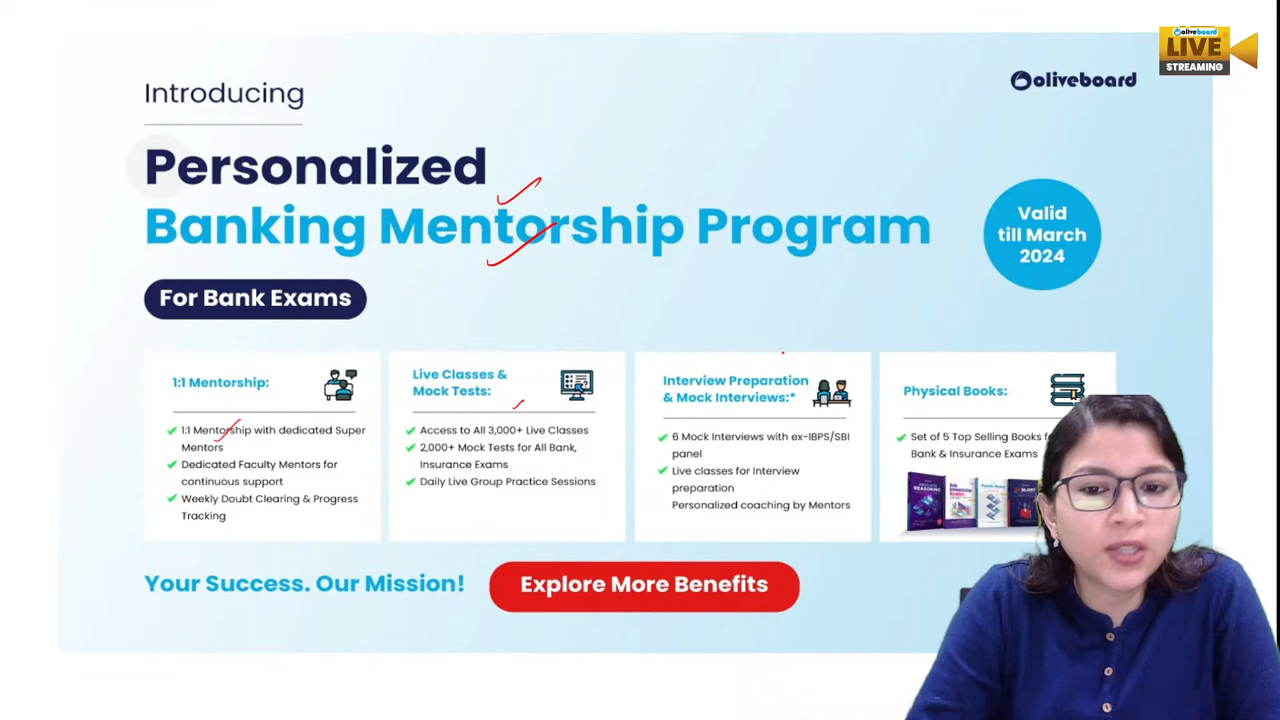 oliveboard
LIVE
STREAMING
Introducing
oliveboard
Personalized
Banking Mentorship Program
Valid
till March
2024
For Bank Exams
1:1 Mentorship:
1:1 Mentorship with dedicated Super
Mentors
Dedicated Faculty Mentors for
continuous support
Weekly Doubt Clearing & Progress
Tracking
Live Classes &
Mock Tests:
Access to All 3,000+ Live Classes
2,000+ Mock Tests for All Bank,
Insurance Exams
Daily Live Group Practice Sessions
Interview Preparation
& Mock Interviews:*
6 Mock Interviews with ex-IBPS/SBI
panel
Live classes for Interview
preparation
Personalized coaching by Mentors
Physical Books:
Set of 5 Top Selling Books
Bank & Insurance Exams
REASONING
Your Success. Our Mission!
Explore More Benefits